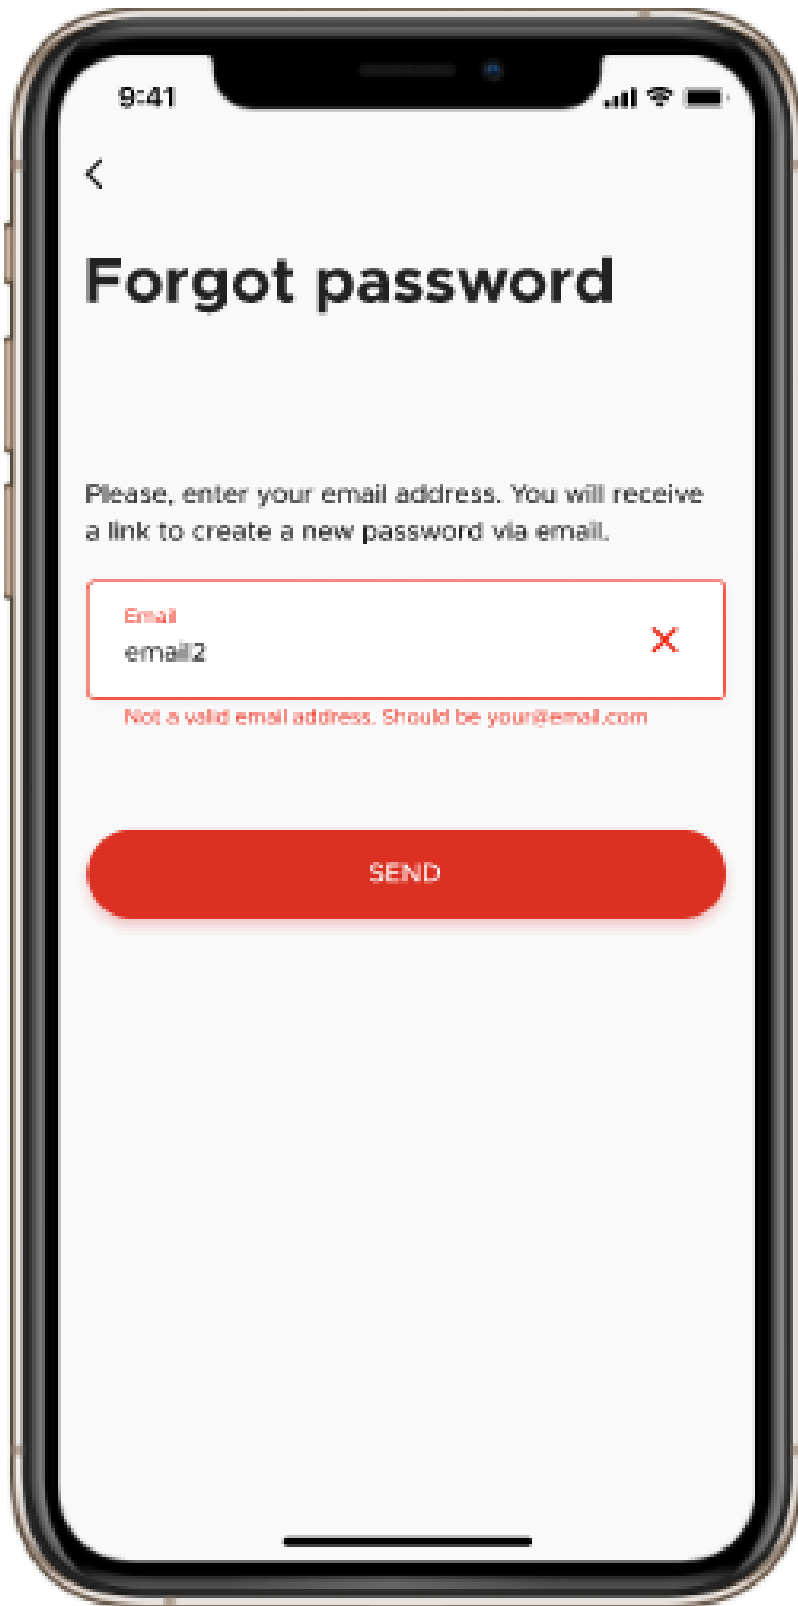 9:41
Forgot password
Please, enter your email address. You will receive
a link to create a new password via email.
Email
email2
Not a valid email address. Should be your@email.com
SEND